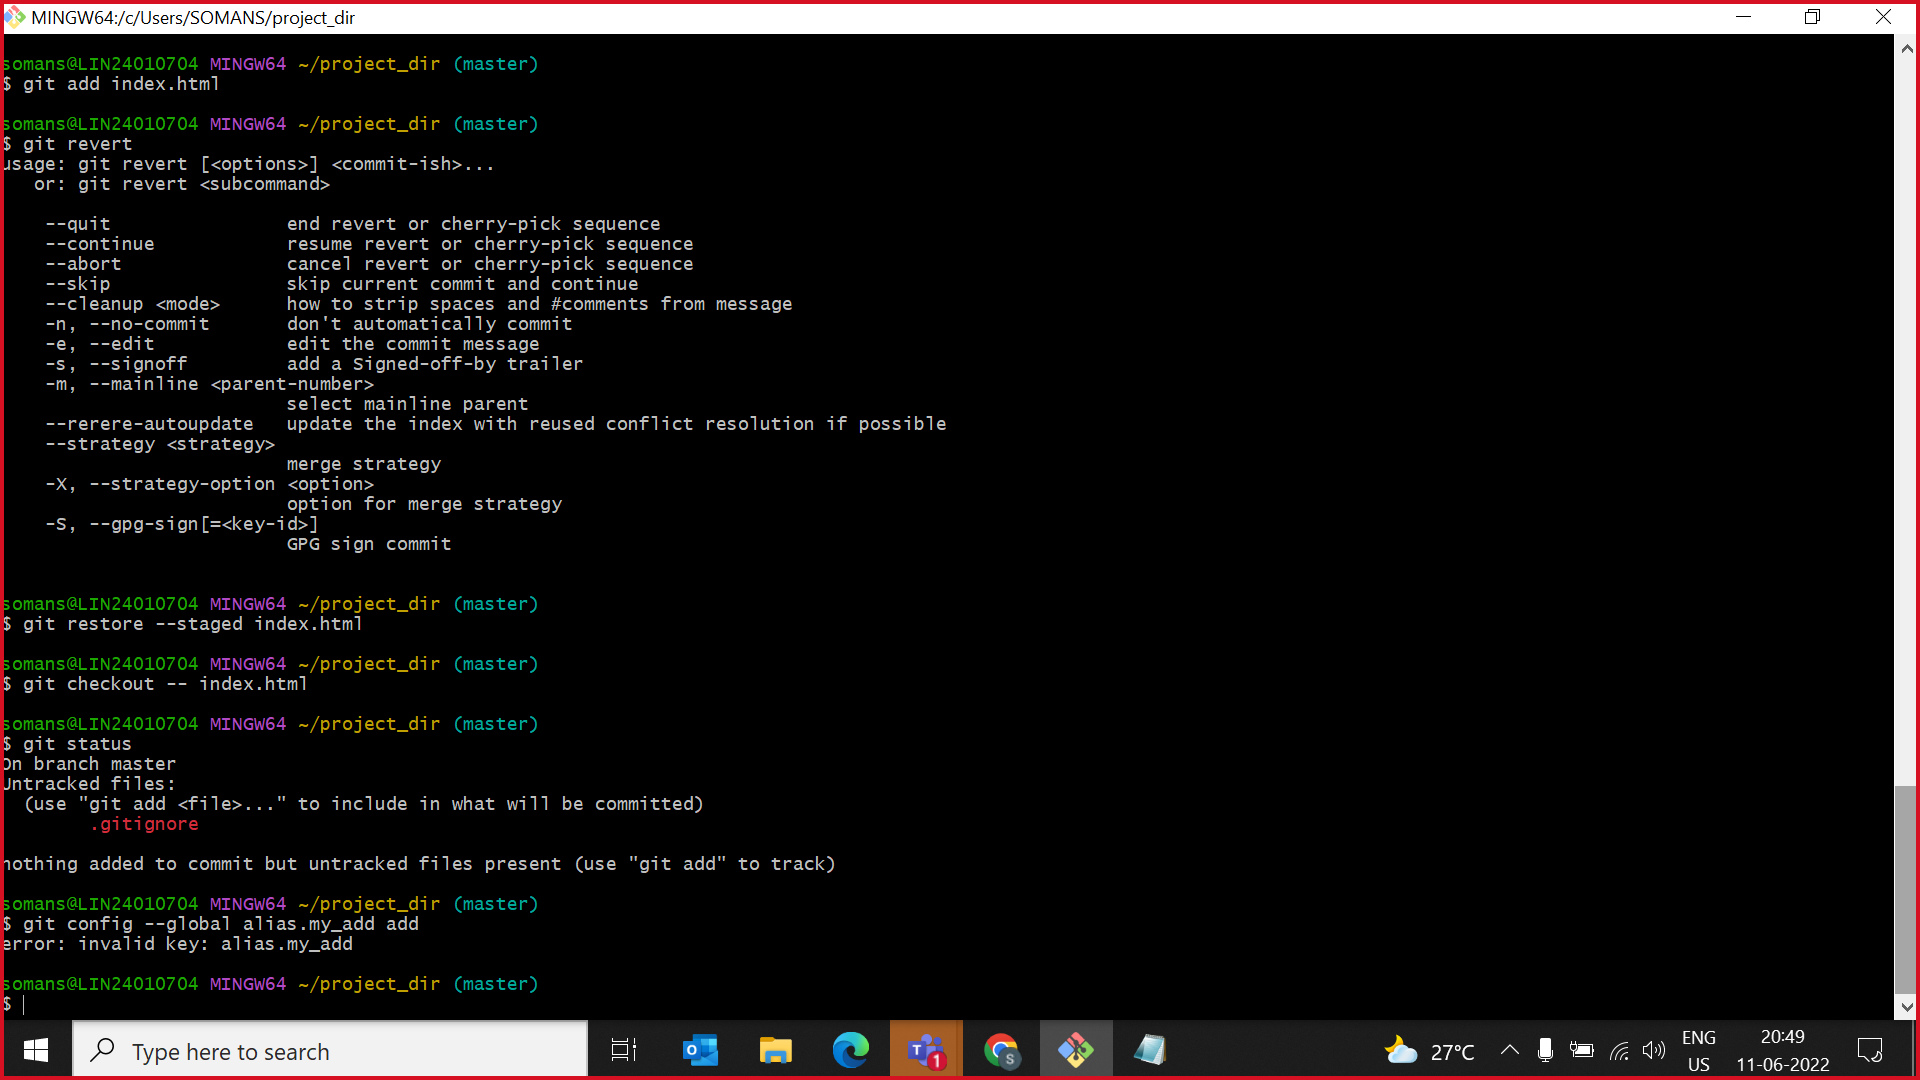 MINGW64:/c/Users/SOMANS/project_dir
somans@LIN24010704 MINGW64 ~/project_dir (master)
$ git add index.html
somans@LIN24010704 MINGW64 ~/project_dir (master)
$ git revert
usage: git revert [<options>] <commit-ish>...
   or: git revert <subcommand>
    --quit                end revert or cherry-pick sequence
    --continue            resume revert or cherry-pick sequence
    --abort               cancel revert or cherry-pick sequence
    --skip                skip current commit and continue
    --cleanup <mode>      how to strip spaces and #comments from message
    -n, --no-commit       don't automatically commit
    -e, --edit            edit the commit message
    -s, --signoff         add a Signed-off-by trailer
    -m, --mainline <parent-number>
                          select mainline parent
    --rerere-autoupdate   update the index with reused conflict resolution if possible
    --strategy <strategy>
                          merge strategy
    -X, --strategy-option <option>
                          option for merge strategy
    -S, --gpg-sign[=<key-id>]
                          GPG sign commit
somans@LIN24010704 MINGW64 ~/project_dir (master)
$ git restore --staged index.html
somans@LIN24010704 MINGW64 ~/project_dir (master)
$ git checkout -- index.html
somans@LIN24010704 MINGW64 ~/project_dir (master)
$ git status
On branch master
Untracked files:
  (use "git add <file>..." to include in what will be committed)
        .gitignore
nothing added to commit but untracked files present (use "git add" to track)
somans@LIN24010704 MINGW64 ~/project_dir (master)
$ git config --global alias.my_add add
error: invalid key: alias.my_add
somans@LIN24010704 MINGW64 ~/project_dir (master)
$
Type here to search
27°C
ENG
US
20:49
11-06-2022